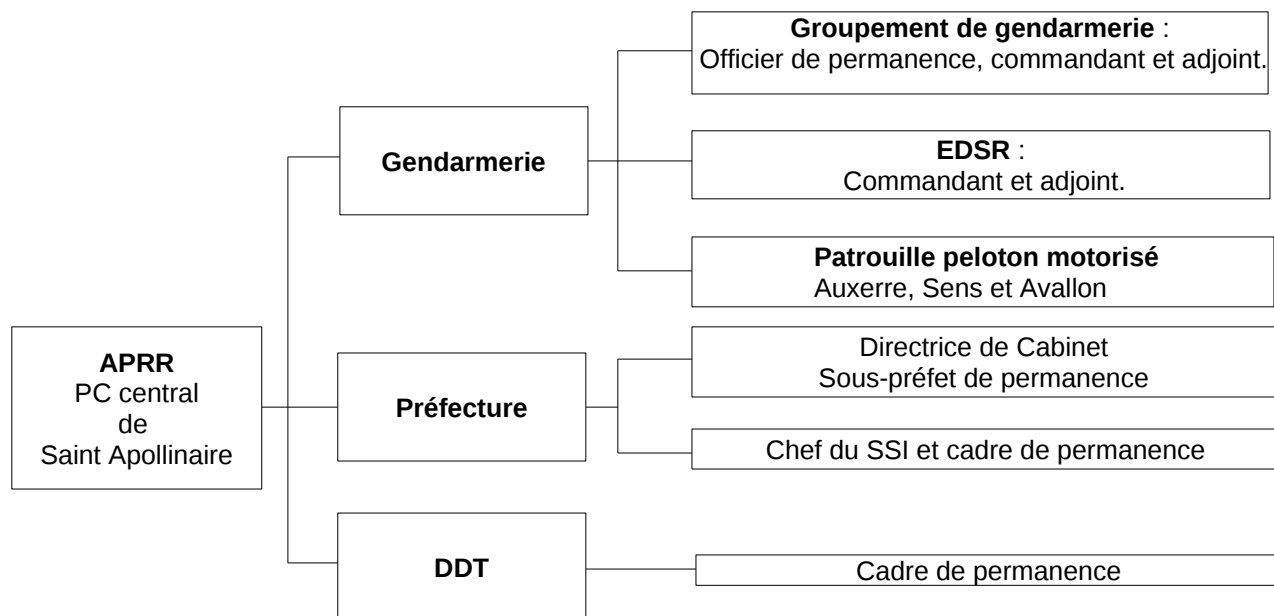 Groupement de gendarmerie :
Officier de permanence, commandant et adjoint.
Gendarmerie
EDSR :
Commandant et adjoint.
Patrouille peloton motorisé
Auxerre, Sens et Avallon
APRR
PC central
de
Saint Apollinaire
Préfecture
Directrice de Cabinet
Sous-préfet de permanence
Chef du SSI et cadre de permanence
DDT
Cadre de permanence